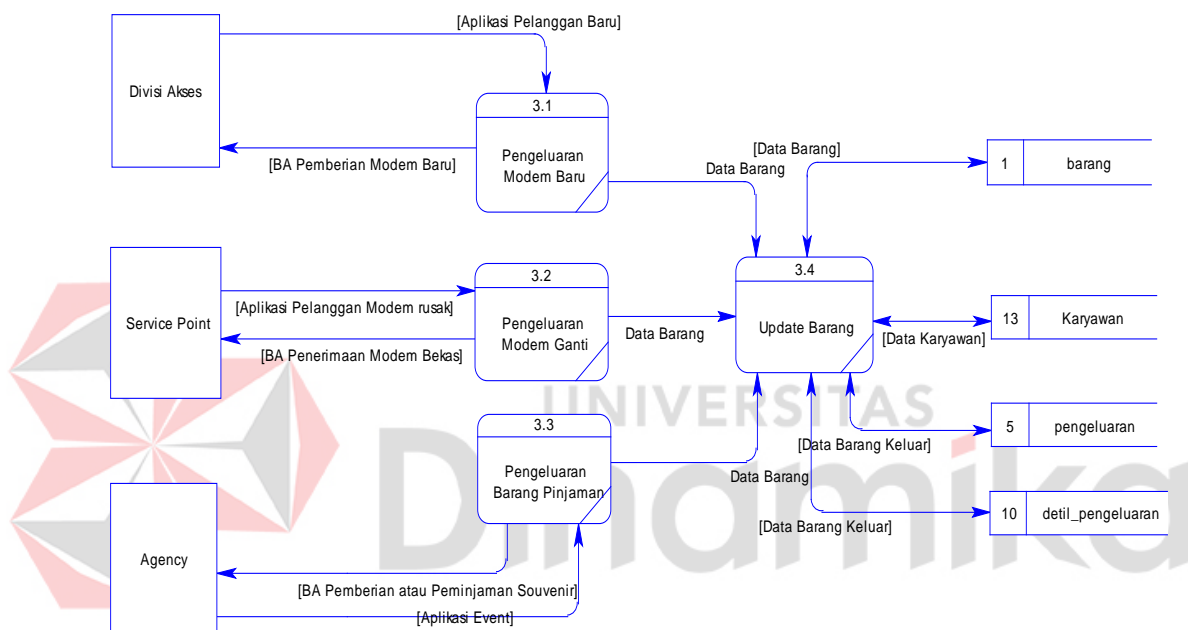 [Aplikasi Pelanggan Baru]
Divisi Akses
3.1
Pengeluaran
Modem Baru
[BA Pemberian Modem Baru]
[Data Barang]
Data Barang
1 barang
3.2
Pengeluaran
Modem Ganti
Service Point
[Aplikasi Pelanggan Modem rusak]
[BA Penerimaan Modem Bekas]
Data Barang
3.4
Update Barang
13 Karyawan
[Data Karyawan]
UNIVERSITAS
Dinamika
3.3
Pengeluaran
Barang Pinjaman
Data Barang
5 pengeluaran
[Data Barang Keluar]
10 detil_pengeluaran
[Data Barang Keluar]
Agency
[BA Pemberian atau Peminjaman Souvenir]
[Aplikasi Event]